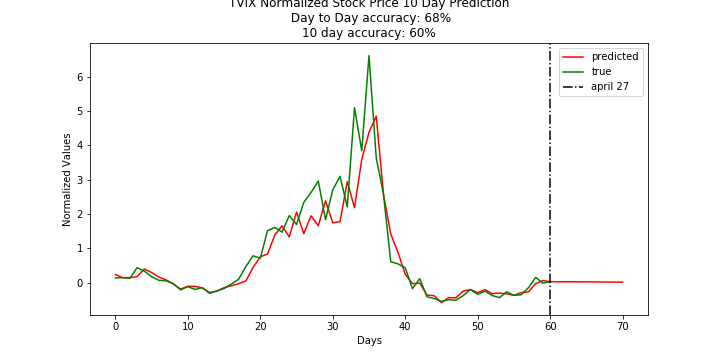 TVIX Normalized Stock Price 10 Day Prediction
Day to Day accuracy: 68%
10 day accuracy: 60%
predicted
true
april 27
Normalized Values
6
5
4
3
2
1
0
0 10 20 30 40 50 60 70
Days